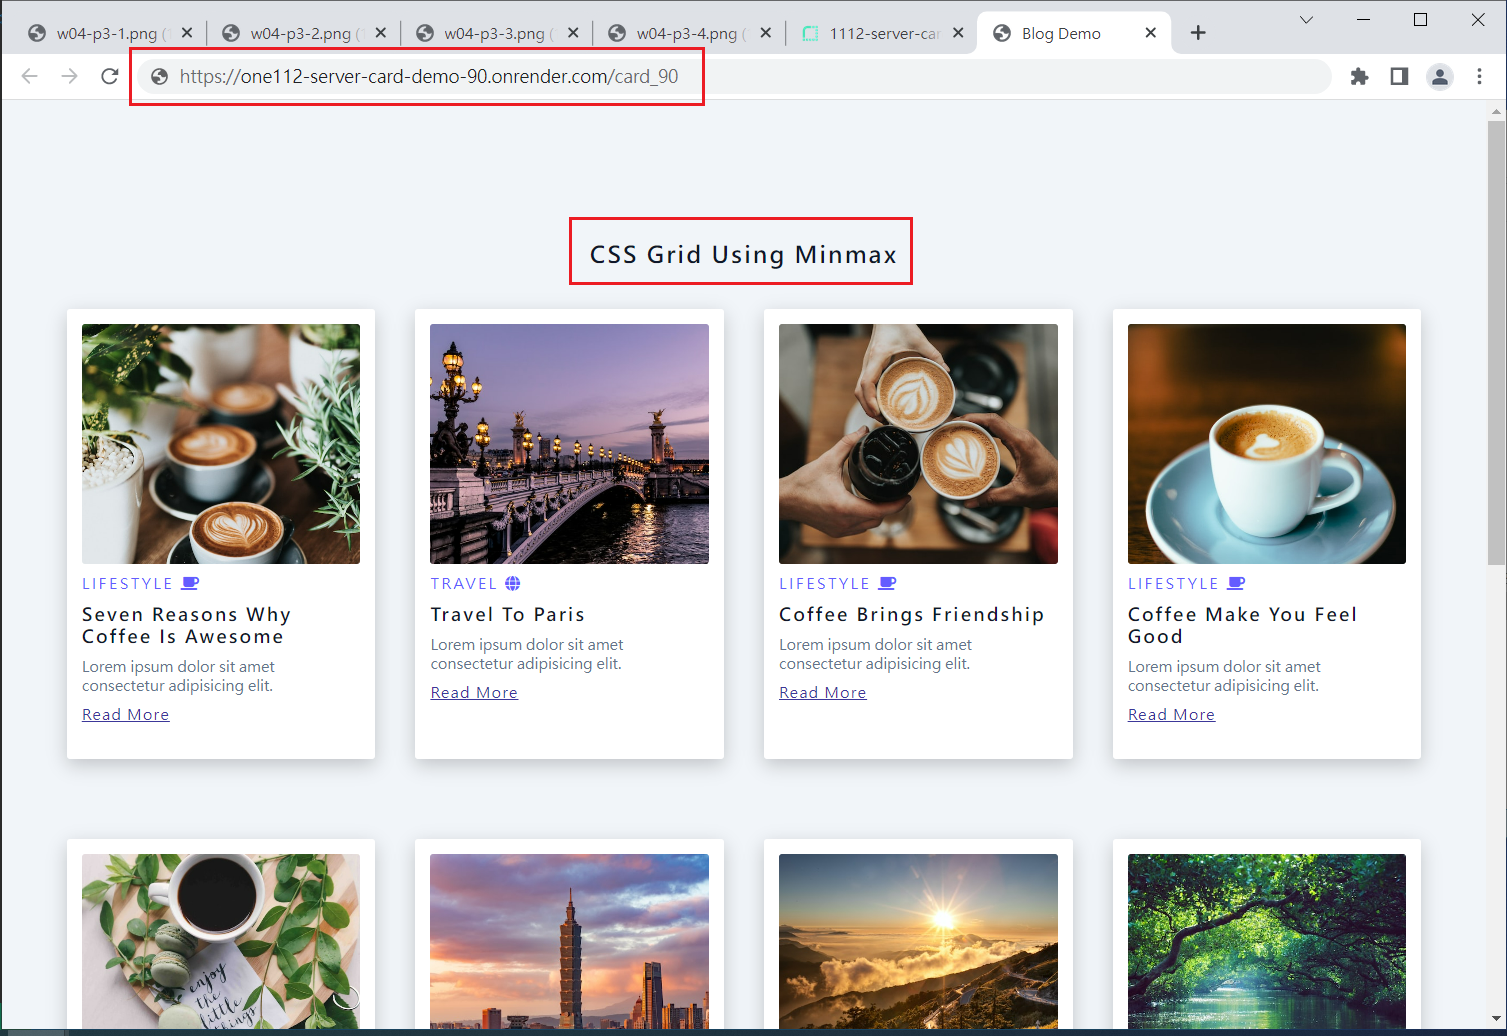 w04-p3-1.png (
w04-p3-2.png (
w04-p3-3.png (
w04-p3-4.png (
1112-server-car
Blog Demo
https://one112-server-card-demo-90.onrender.com/card_90
CSS Grid Using Minmax
LIFESTYLE
Seven Reasons Why
Coffee Is Awesome
Lorem ipsum dolor sit amet
consectetur adipisicing elit.
Read More
TRAVEL
Travel To Paris
Lorem ipsum dolor sit amet
consectetur adipisicing elit.
Read More
LIFESTYLE
Coffee Brings Friendship
Lorem ipsum dolor sit amet
consectetur adipisicing elit.
Read More
LIFESTYLE
Coffee Make You Feel
Good
Lorem ipsum dolor sit amet
consectetur adipisicing elit.
Read More
enjoy
the
little
things